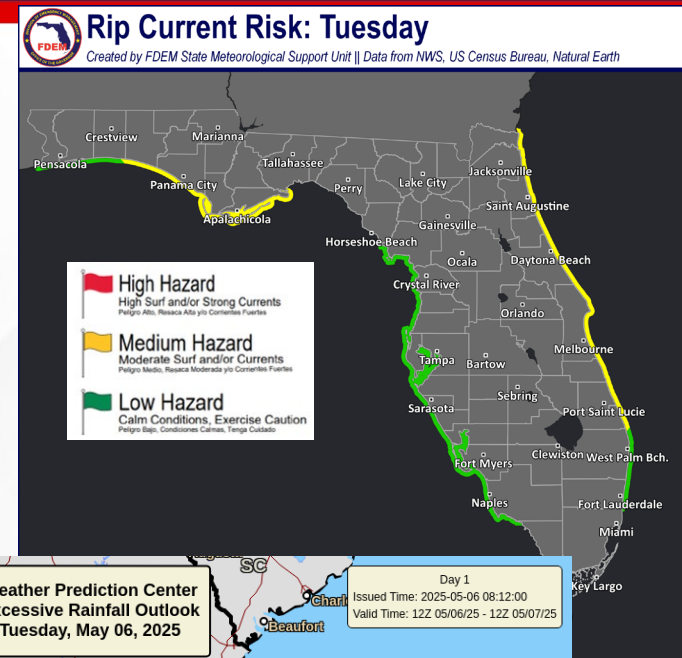 Rip Current Risk: Tuesday
Created by FDEM State Meteorological Support Unit || Data from NWS, US Census Bureau, Natural Earth
FDEM
Crestview
Marianna
Pensacola
Tallahassee
Panama City
Perry
Lake City
Jacksonville
Apalachicola
Saint Augustine
Gainesville
Horseshoe Beach
Ocala
Daytona Beach
Crystal River
Orlando
Melbourne
Tampa
Bartow
Sebring
Sarasota
Port Saint Lucie
Clewiston
West Palm Bch.
Fort Myers
Naples
Fort Lauderdale
Miami
Key Largo
High Hazard
High Surf and/or Strong Currents
Peligro Alto, Resaca Alta y/o Corrientes Fuertes
Medium Hazard
Moderate Surf and/or Currents
Peligro Medio, Resaca Moderada y/o Corrientes Fuertes
Low Hazard
Calm Conditions, Exercise Caution
Peligro Bajo, Condiciones Calmas, Tenga Cuidado
SC
Charl
Beaufort
eather Prediction Center
xcessive Rainfall Outlook
Tuesday, May 06, 2025
Day 1
Issued Time: 2025-05-06 08:12:00
Valid Time: 12Z 05/06/25 - 12Z 05/07/25